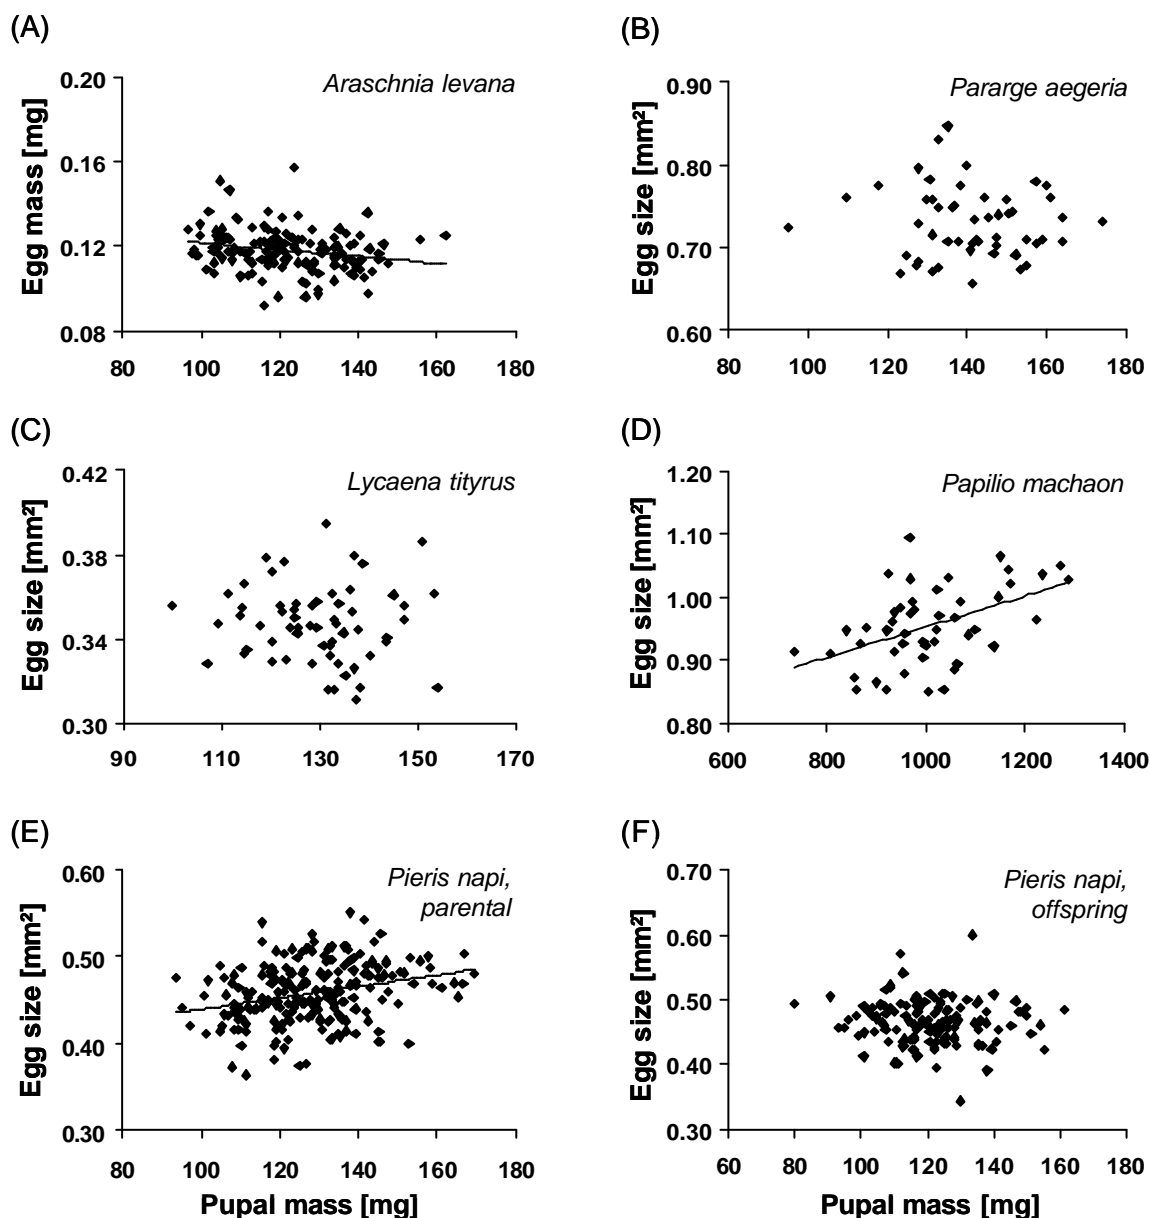 (A)
Araschnia levana
Egg mass [mg]
0.20
0.16
0.12
0.08
80 100 120 140 160 180
(B)
Pararge aegeria
Egg size [mm²]
0.90
0.80
0.70
0.60
80 100 120 140 160 180
(C)
Lycaena tityrus
Egg size [mm²]
0.42
0.38
0.34
0.30
90 110 130 150 170
(D)
Papilio machaon
Egg size [mm²]
1.20
1.10
1.00
0.90
0.80
600 800 1000 1200 1400
(E)
Pieris napi,
parental
Egg size [mm²]
0.60
0.50
0.40
0.30
80 100 120 140 160 180
Pupal mass [mg]
(F)
Pieris napi,
offspring
Egg size [mm²]
0.70
0.60
0.50
0.40
0.30
60 80 100 120 140 160 180
Pupal mass [mg]